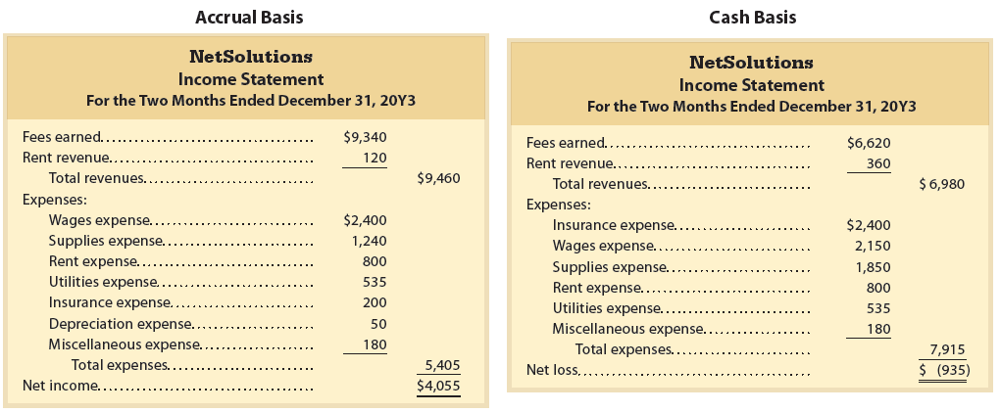 Accrual Basis
NetSolutions
Income Statement
For the Two Months Ended December 31, 20Y3
Fees earned. $9,340
Rent revenue. 120
Total revenues. $9,460
Expenses:
Wages expense. $2,400
Supplies expense. 1,240
Rent expense. 800
Utilities expense. 535
Insurance expense. 200
Depreciation expense. 50
Miscellaneous expense. 180
Total expenses. 5,405
Net income. $4,055
Cash Basis
NetSolutions
Income Statement
For the Two Months Ended December 31, 20Y3
Fees earned. $6,620
Rent revenue. 360
Total revenues. $ 6,980
Expenses:
Insurance expense. $2,400
Wages expense. 2,150
Supplies expense. 1,850
Rent expense. 800
Utilities expense. 535
Miscellaneous expense. 180
Total expenses. 7,915
Net loss. $ (935)